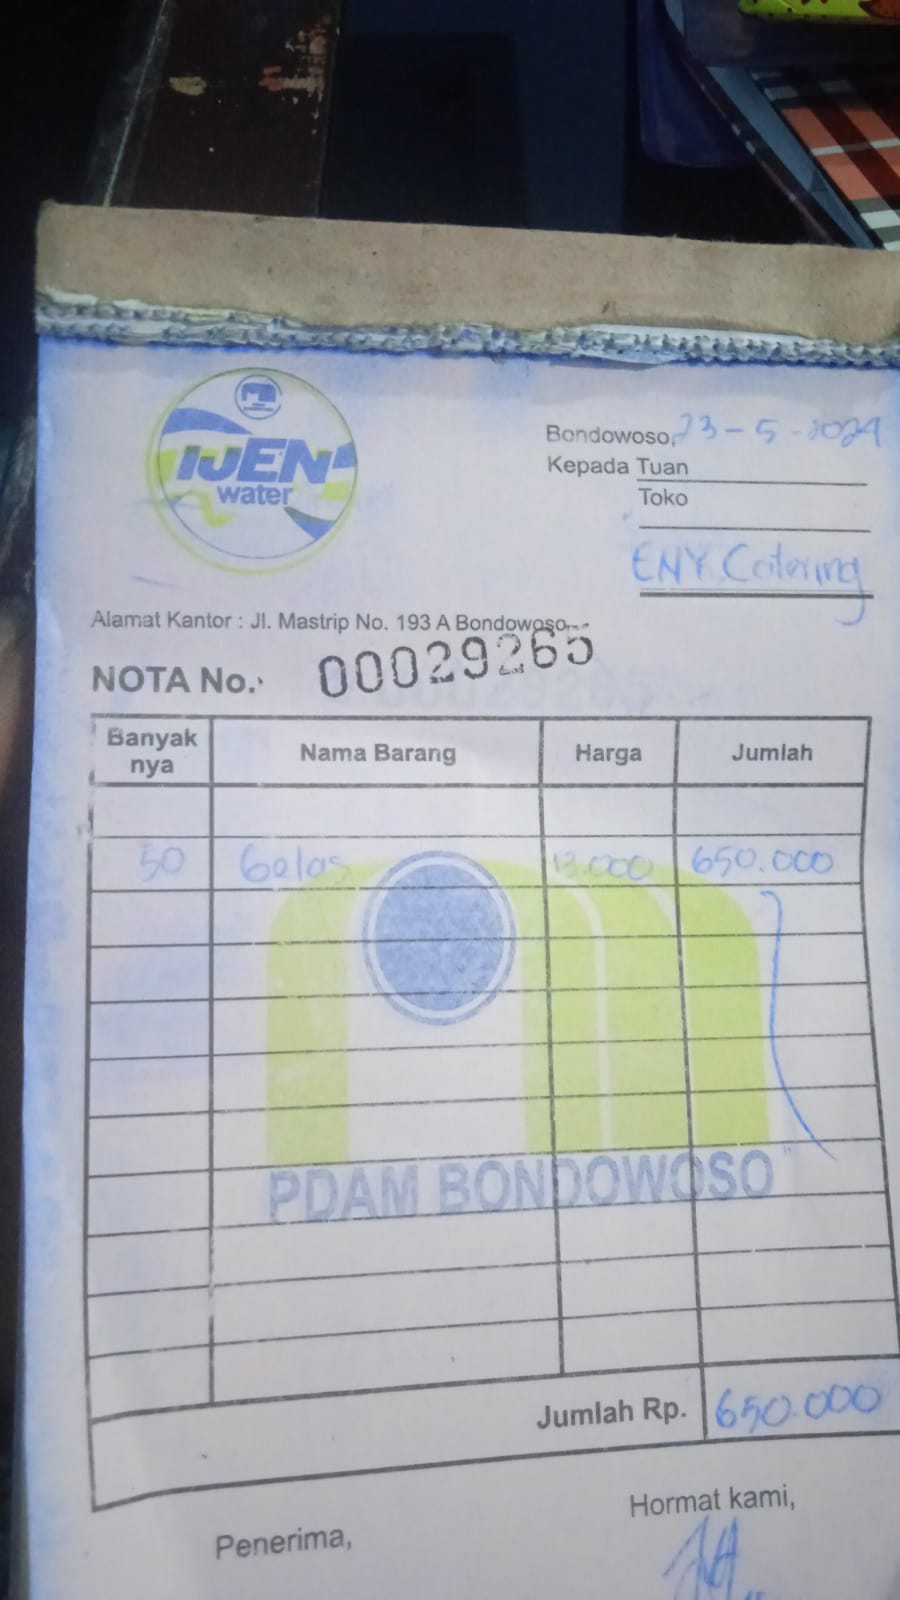 IJEN
water
Bondowoso, 23-5-2024
Kepada Tuan
Toko
ENY Catering
Alamat Kantor : Jl. Mastrip No. 193 A Bondowoso
NOTA No. 00029265
Banyak nya Nama Barang Harga Jumlah
50 Gelas 13.000 650.000
PDAM BONDOWOSO
Jumlah Rp. 650.000
Hormat kami,
Penerima,